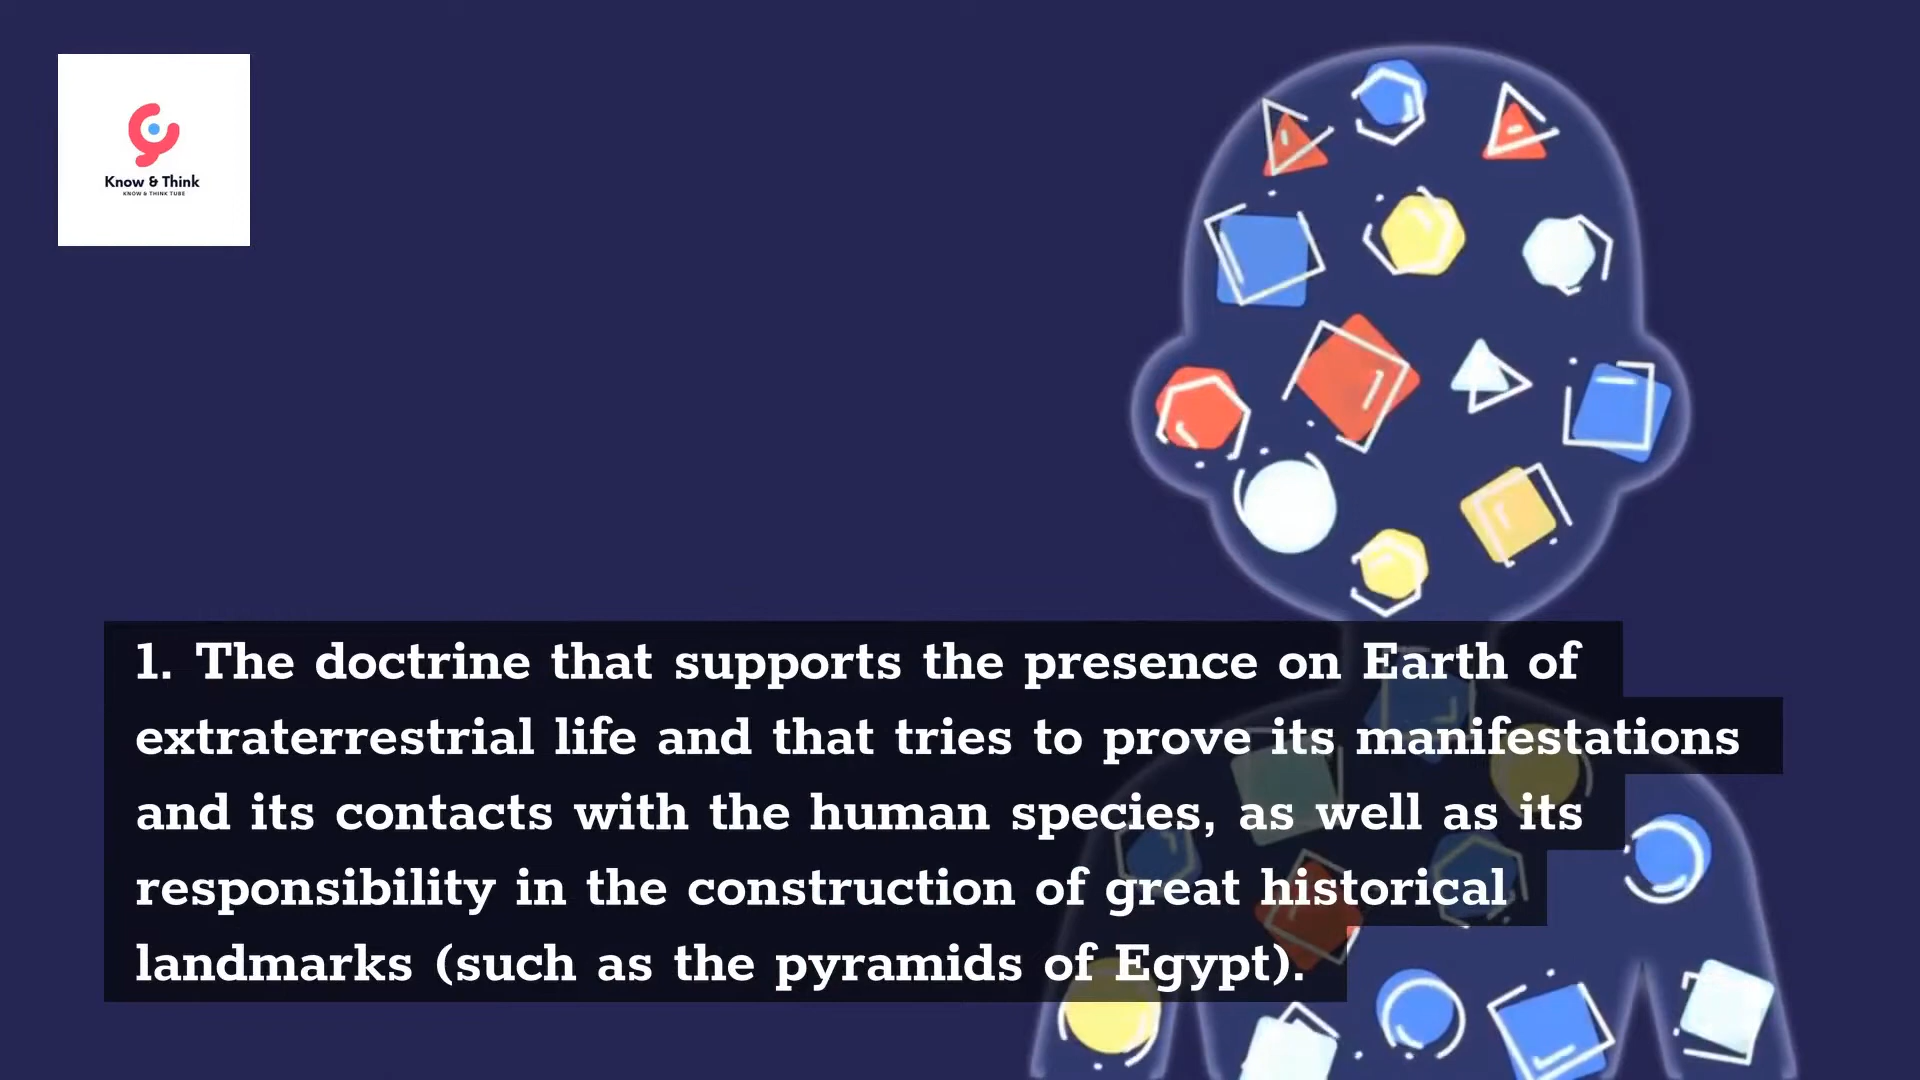 Know & Think
KNOW & THINK TUBE
1. The doctrine that supports the presence on Earth of
extraterrestrial life and that tries to prove its manifestations
and its contacts with the human species, as well as its
responsibility in the construction of great historical
landmarks (such as the pyramids of Egypt).